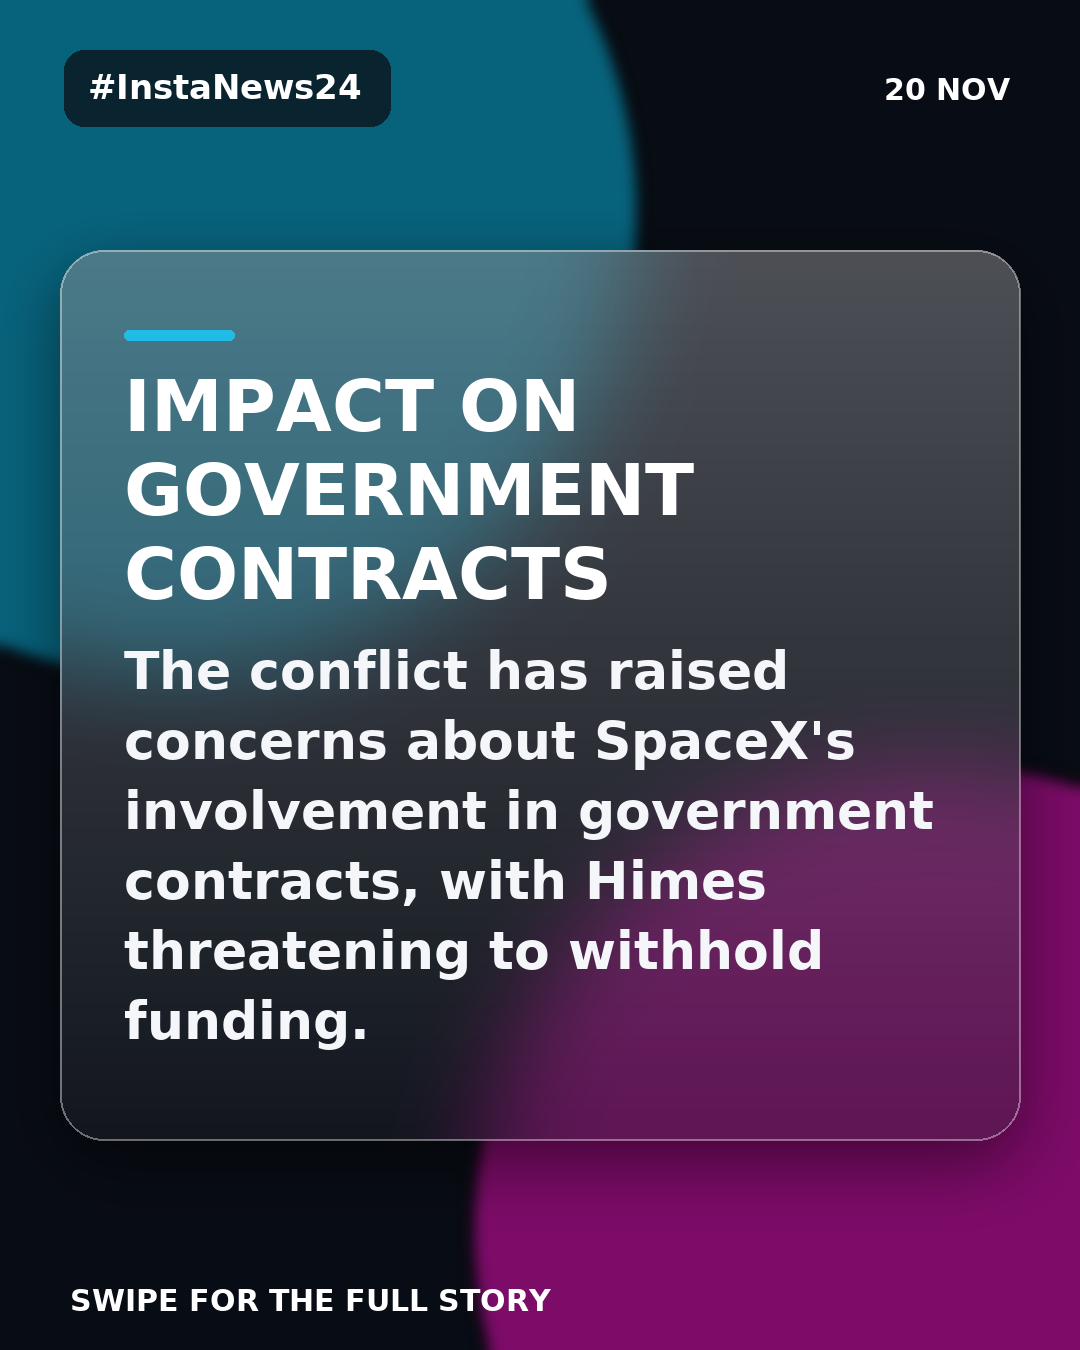 #InstaNews24
20 NOV
IMPACT ON
GOVERNMENT
CONTRACTS
The conflict has raised
concerns about SpaceX's
involvement in government
contracts, with Himes
threatening to withhold
funding.
SWIPE FOR THE FULL STORY